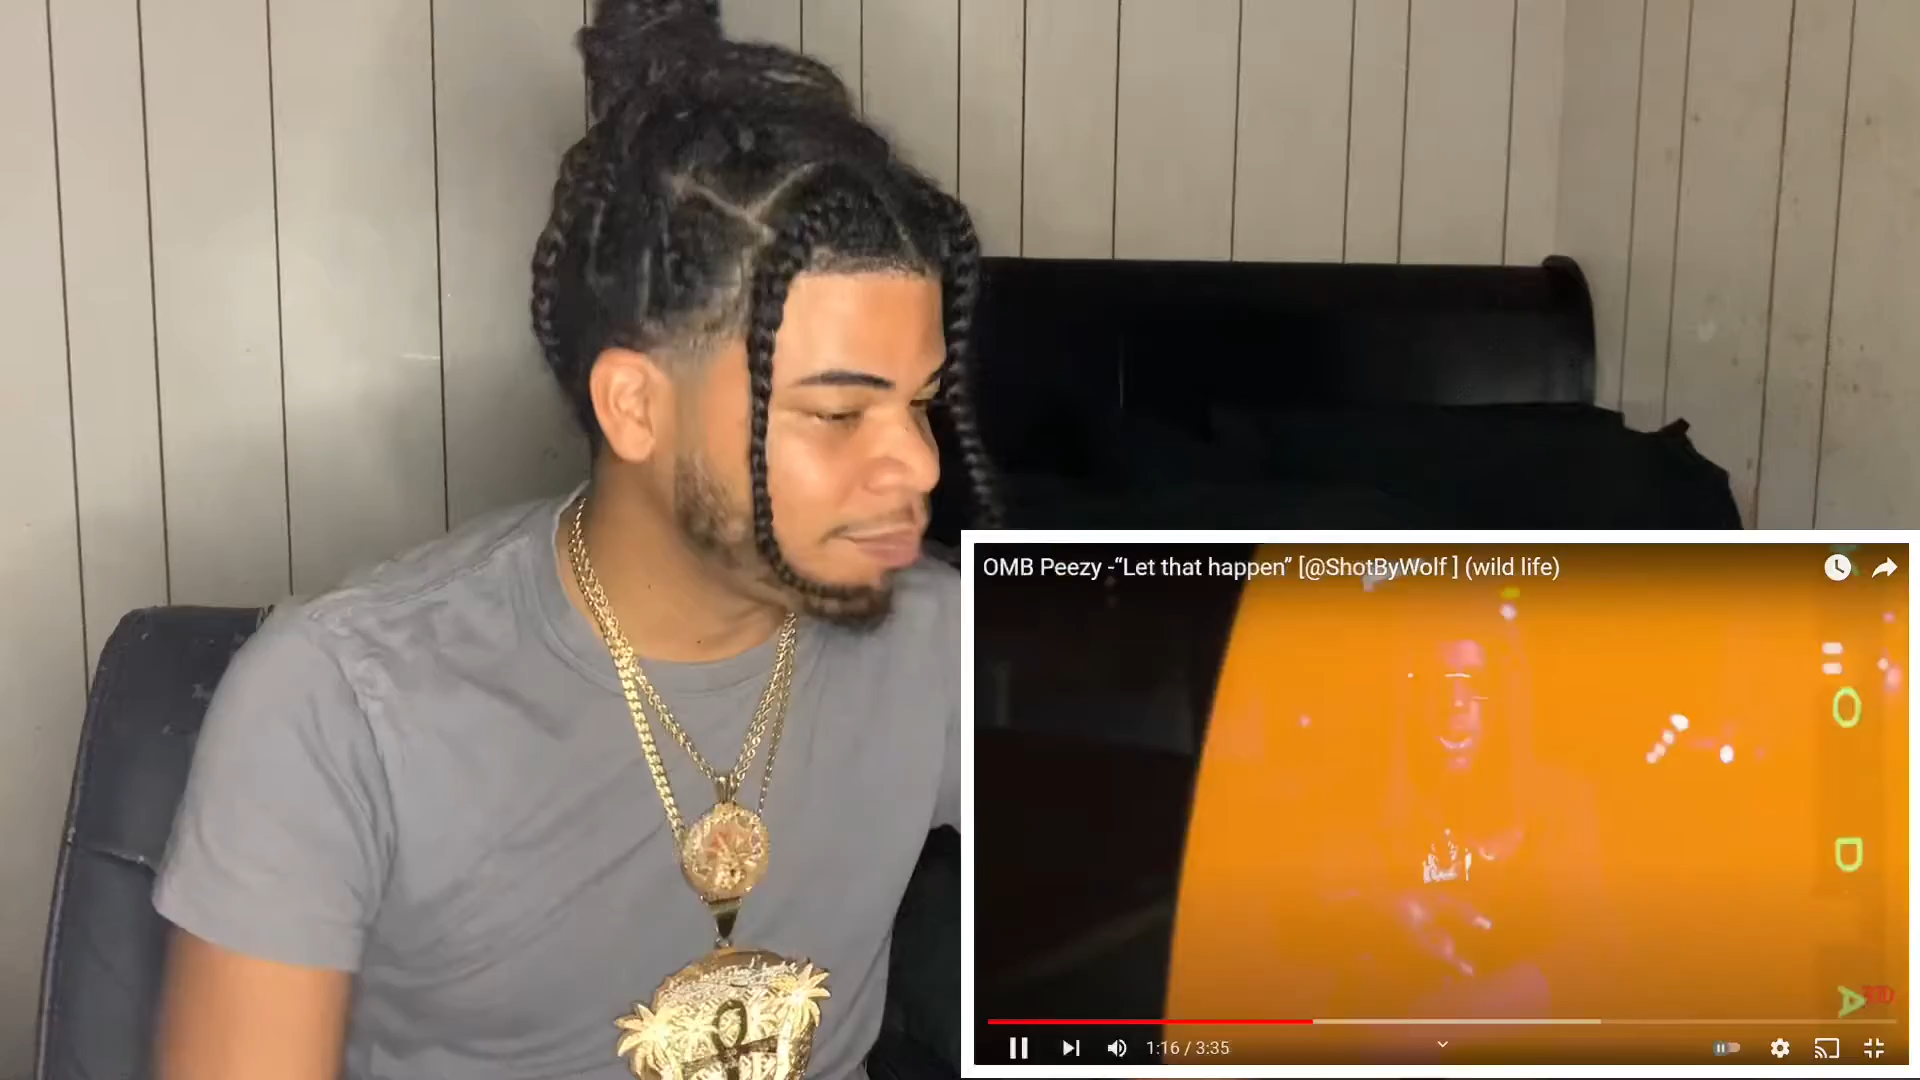 OMB Peezy -“Let that happen” [@ShotByWolf ] (wild life)
O
D
1:16 / 3:35